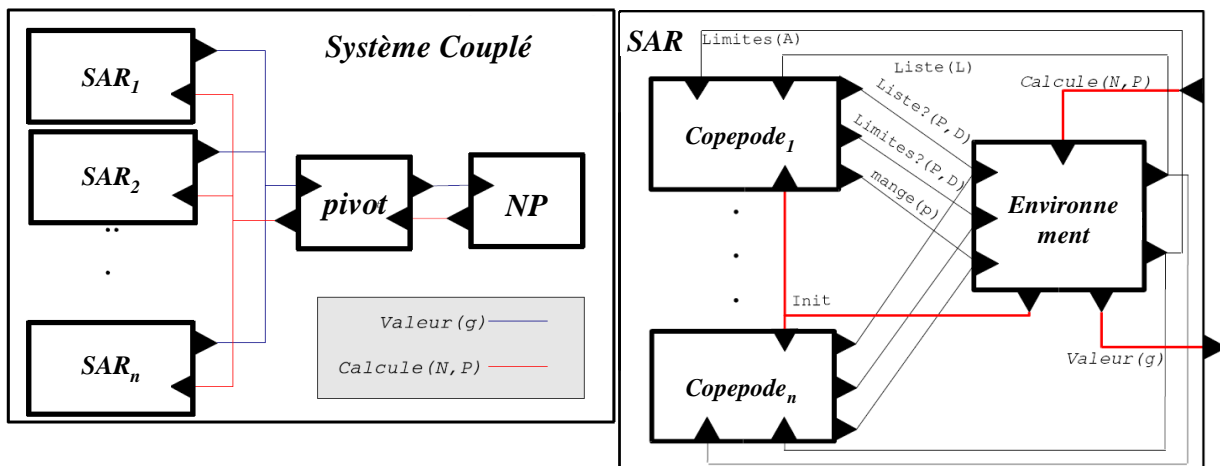 Système Couplé
SAR1
SAR2
SARn
pivot
NP
Valeur(g)
Calcule(N,P)
SAR
Limites(A)
Liste(L)
Calcule(N,P)
Liste?(P,D)
Limites?(P,D)
mange(p)
Copepode1
Environne
ment
Init
Copepoden
Valeur(g)